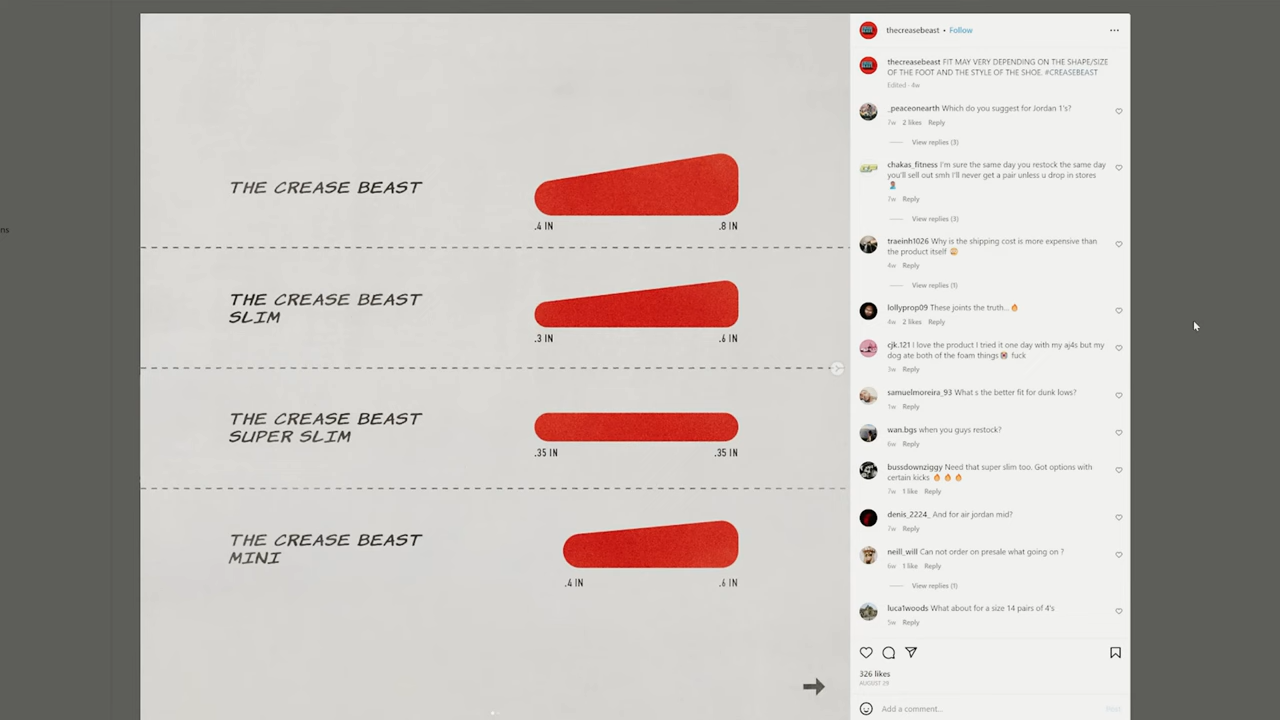 ns
THE CREASE BEAST
.4 IN .8 IN
THE CREASE BEAST
SLIM
.3 IN .6 IN
THE CREASE BEAST
SUPER SLIM
.35 IN .35 IN
THE CREASE BEAST
MINI
.4 IN .6 IN
thecreasebeast • Follow
thecreasebeast FIT MAY VERY DEPENDING ON THE SHAPE/SIZE
OF THE FOOT AND THE STYLE OF THE SHOE. #CREASEBEAST
Edited · 4w
_peaceonearth Which do you suggest for Jordan 1's?
7w 2 likes Reply
View replies (3)
chakas_fitness I'm sure the same day you restock the same day
you'll sell out smh I'll never get a pair unless u drop in stores
7w Reply
View replies (3)
traeinh1026 Why is the shipping cost is more expensive than
the product itself
4w Reply
View replies (1)
lollyprop09 These joints the truth... 🔥
4w 2 likes Reply
cjk.121 I love the product I tried it one day with my aj4s but my
dog ate both of the foam things fuck
3w Reply
samuelmoreira_93 What s the better fit for dunk lows?
1w Reply
wan.bgs when you guys restock?
6w Reply
bussdownziggy Need that super slim too. Got options with
certain kicks 🔥 🔥 🔥
7w 1 like Reply
denis_2224_ And for air jordan mid?
7w Reply
neill_will Can not order on presale what going on ?
6w 1 like Reply
View replies (1)
luca1woods What about for a size 14 pairs of 4's
5w Reply
326 likes
AUGUST 29
Add a comment... Post